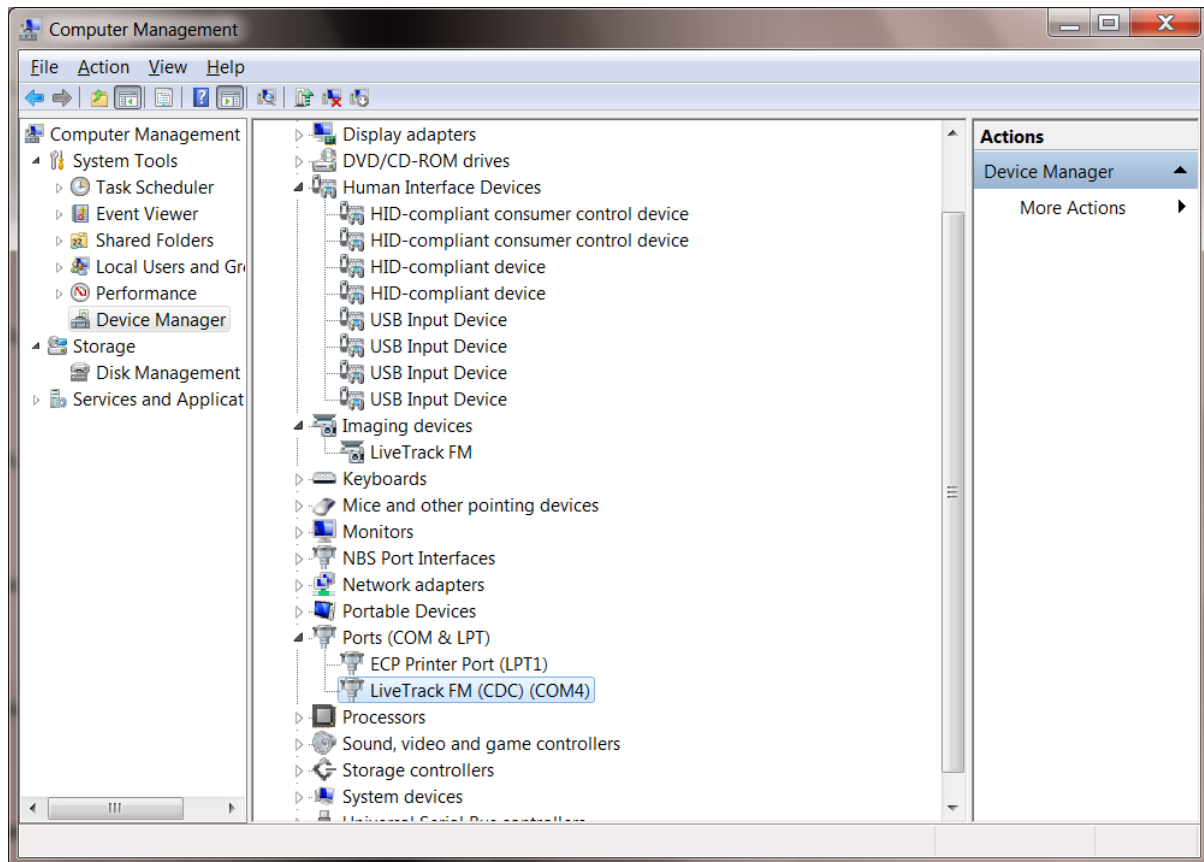 Computer Management
File Action View Help
Computer Management
System Tools
Task Scheduler
Event Viewer
Shared Folders
Local Users and Gr
Performance
Device Manager
Storage
Disk Management
Services and Applicat
Display adapters
DVD/CD-ROM drives
Human Interface Devices
HID-compliant consumer control device
HID-compliant consumer control device
HID-compliant device
HID-compliant device
USB Input Device
USB Input Device
USB Input Device
USB Input Device
Imaging devices
LiveTrack FM
Keyboards
Mice and other pointing devices
Monitors
NBS Port Interfaces
Network adapters
Portable Devices
Ports (COM & LPT)
ECP Printer Port (LPT1)
LiveTrack FM (CDC) (COM4)
Processors
Sound, video and game controllers
Storage controllers
System devices
Universal Serial Bus controllers
Actions
Device Manager
More Actions